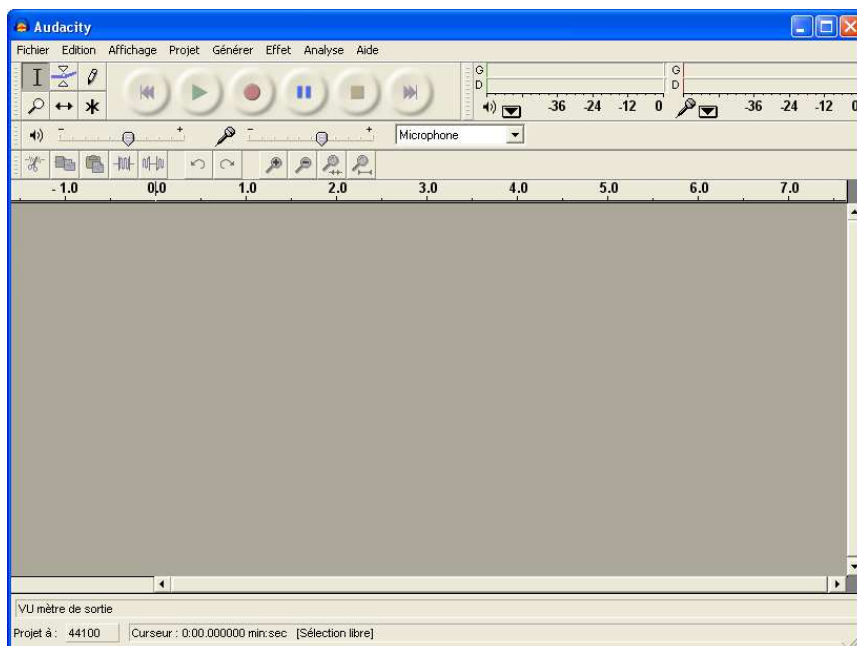 Audacity
Fichier Edition Affichage Projet Générer Effet Analyse Aide
G
D
-36 -24 -12 0
G
D
-36 -24 -12 0
- + - + Microphone
- 1.0 0,0 1.0 2.0 3.0 4.0 5.0 6.0 7.0
VU mètre de sortie
Projet à : 44100 Curseur : 0:00.000000 min:sec [Sélection libre]